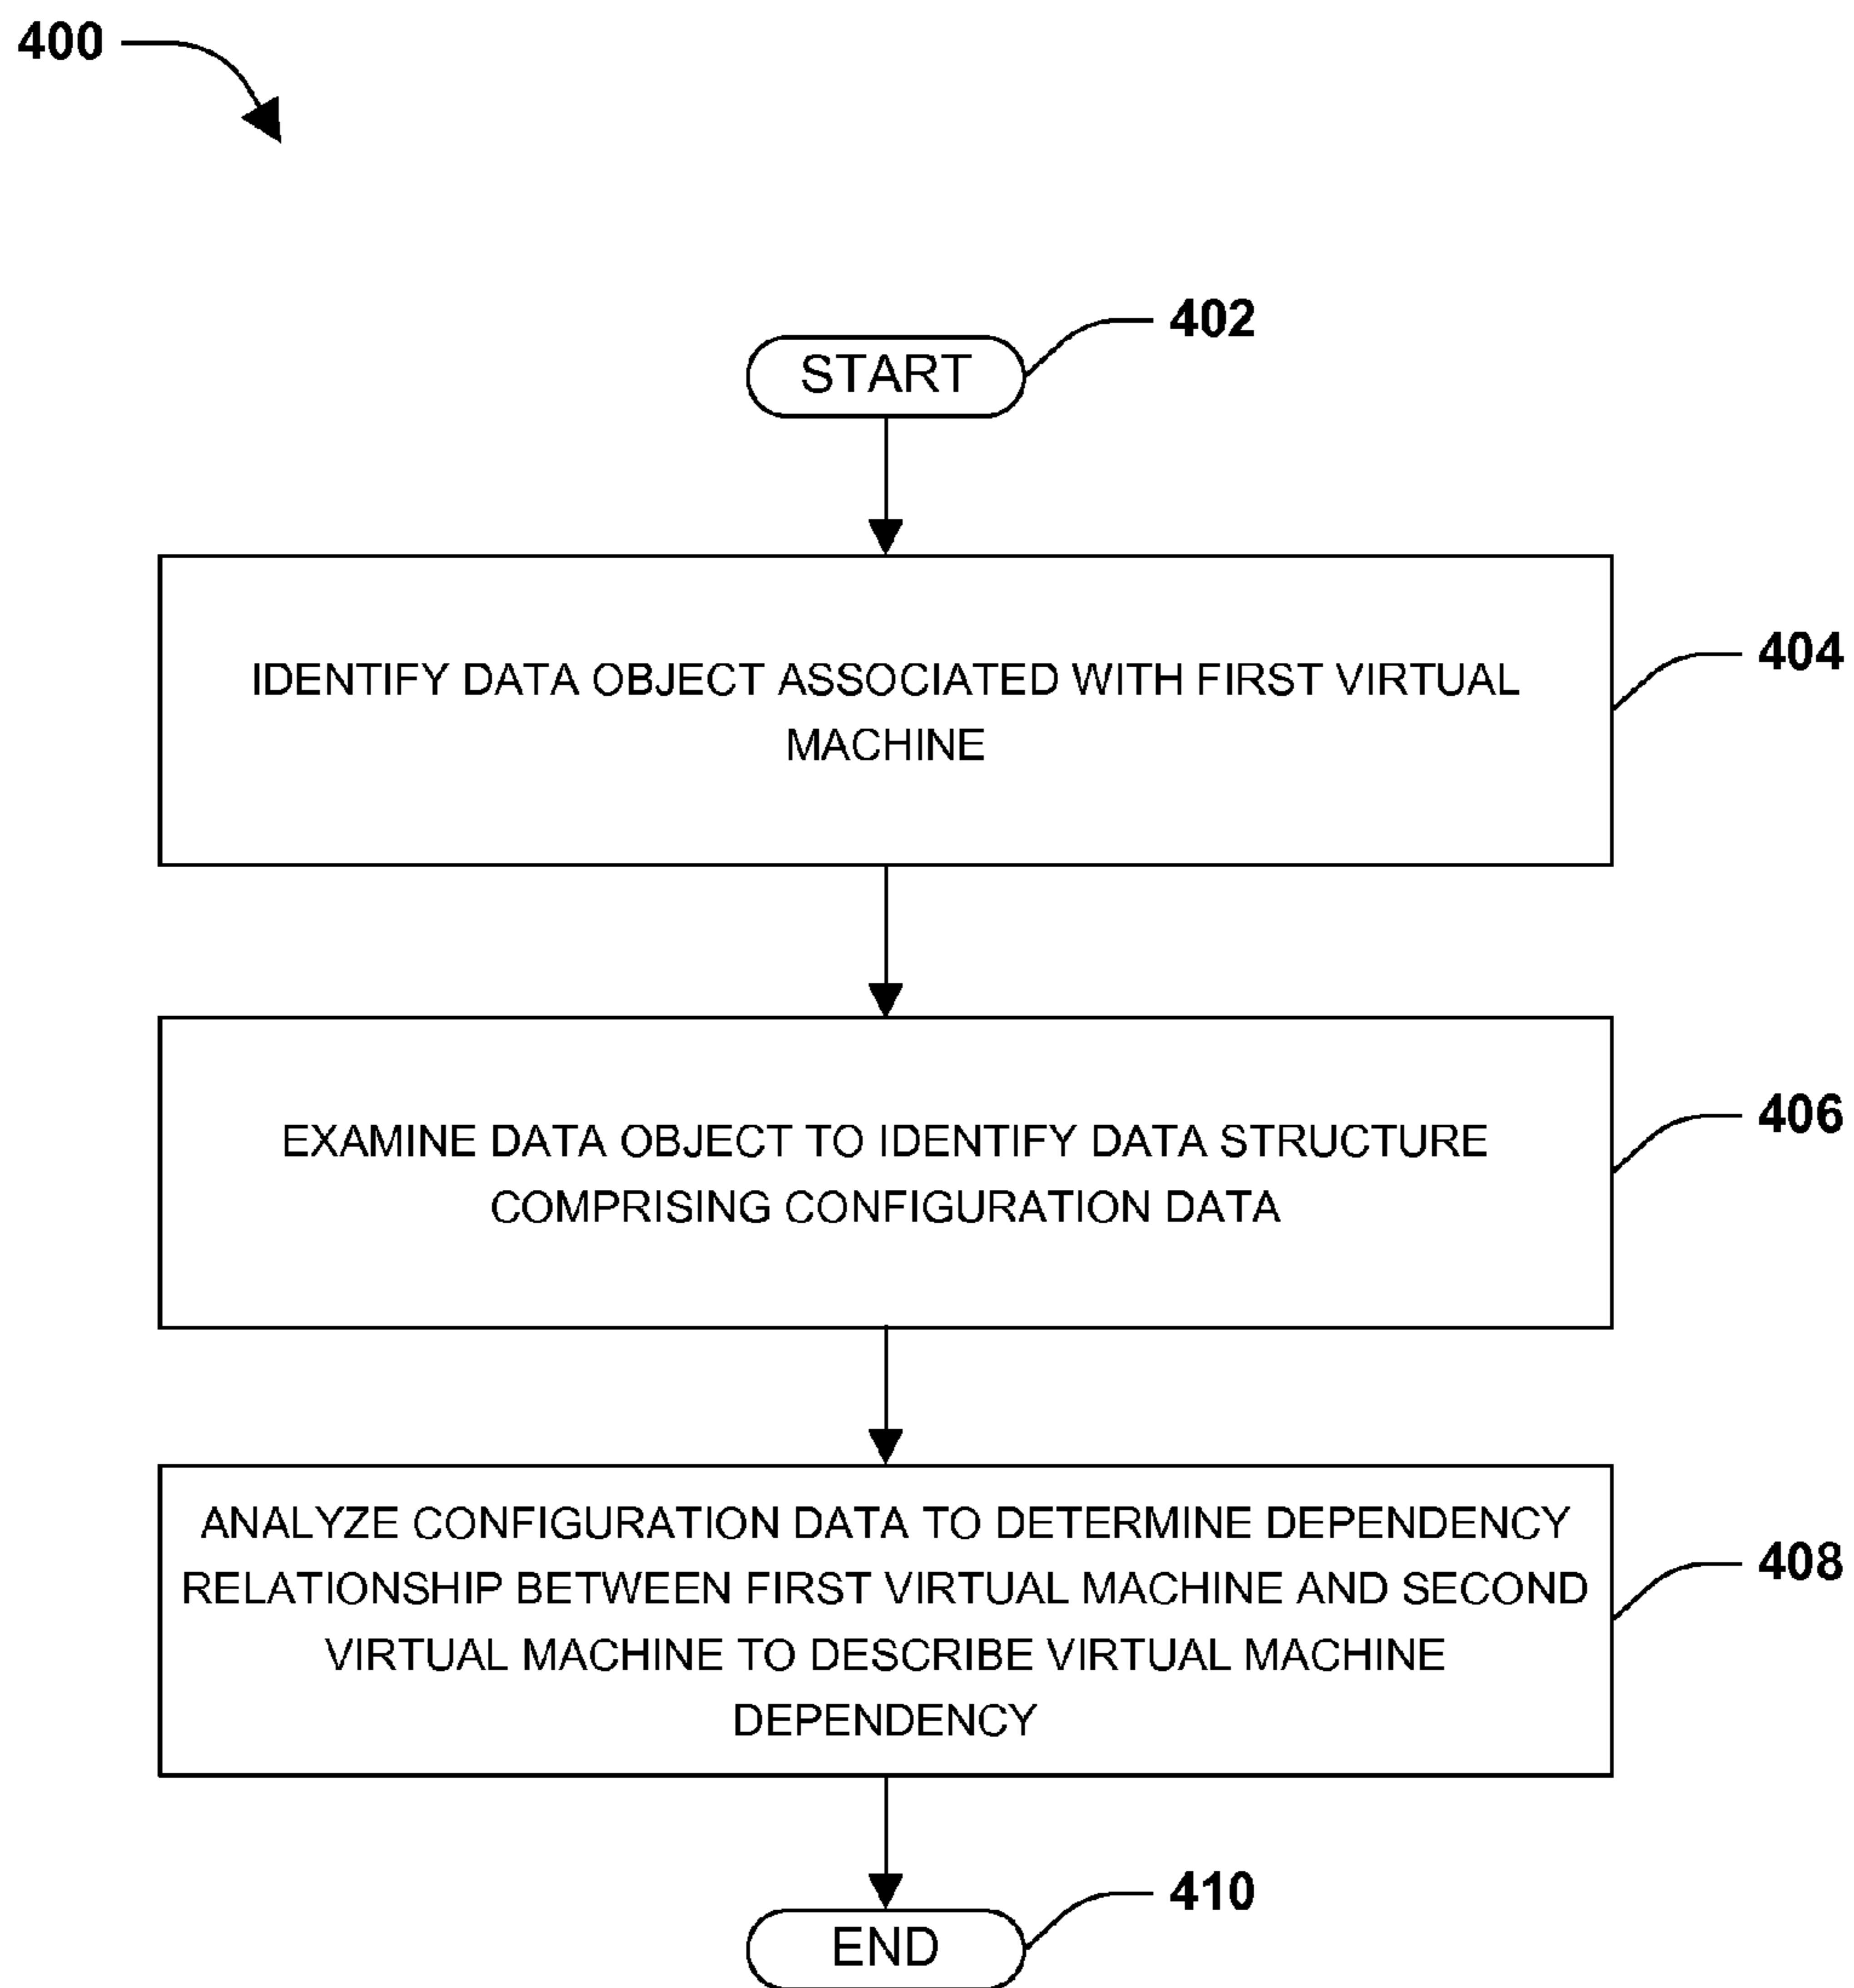 400
402
START
404
IDENTIFY DATA OBJECT ASSOCIATED WITH FIRST VIRTUAL
MACHINE
406
EXAMINE DATA OBJECT TO IDENTIFY DATA STRUCTURE
COMPRISING CONFIGURATION DATA
408
ANALYZE CONFIGURATION DATA TO DETERMINE DEPENDENCY
RELATIONSHIP BETWEEN FIRST VIRTUAL MACHINE AND SECOND
VIRTUAL MACHINE TO DESCRIBE VIRTUAL MACHINE
DEPENDENCY
410
END